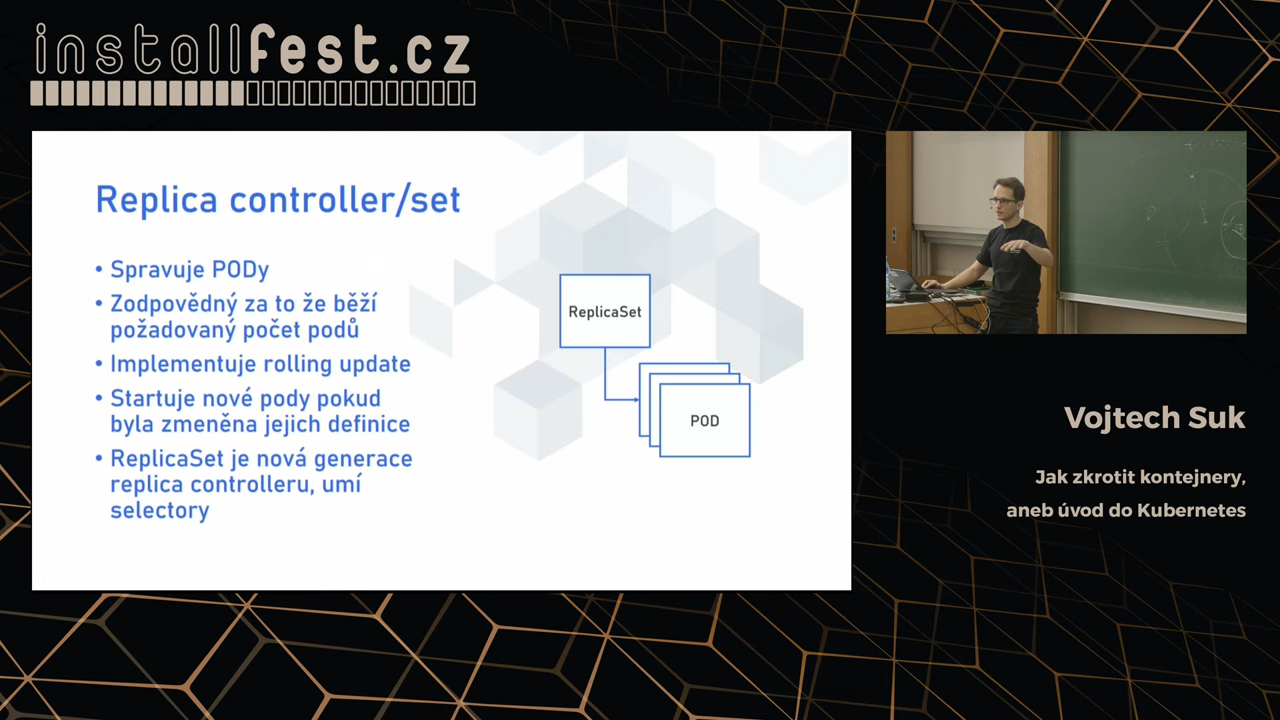 installfest.cz
Replica controller/set
• Spravuje PODy
• Zodpovědný za to že běží
požadovaný počet podů
• Implementuje rolling update
• Startuje nové pody pokud
byla zmeněna jejich definice
• ReplicaSet je nová generace
replica controlleru, umí
selectory
ReplicaSet
POD
Vojtech Suk
Jak zkrotit kontejnery,
aneb úvod do Kubernetes